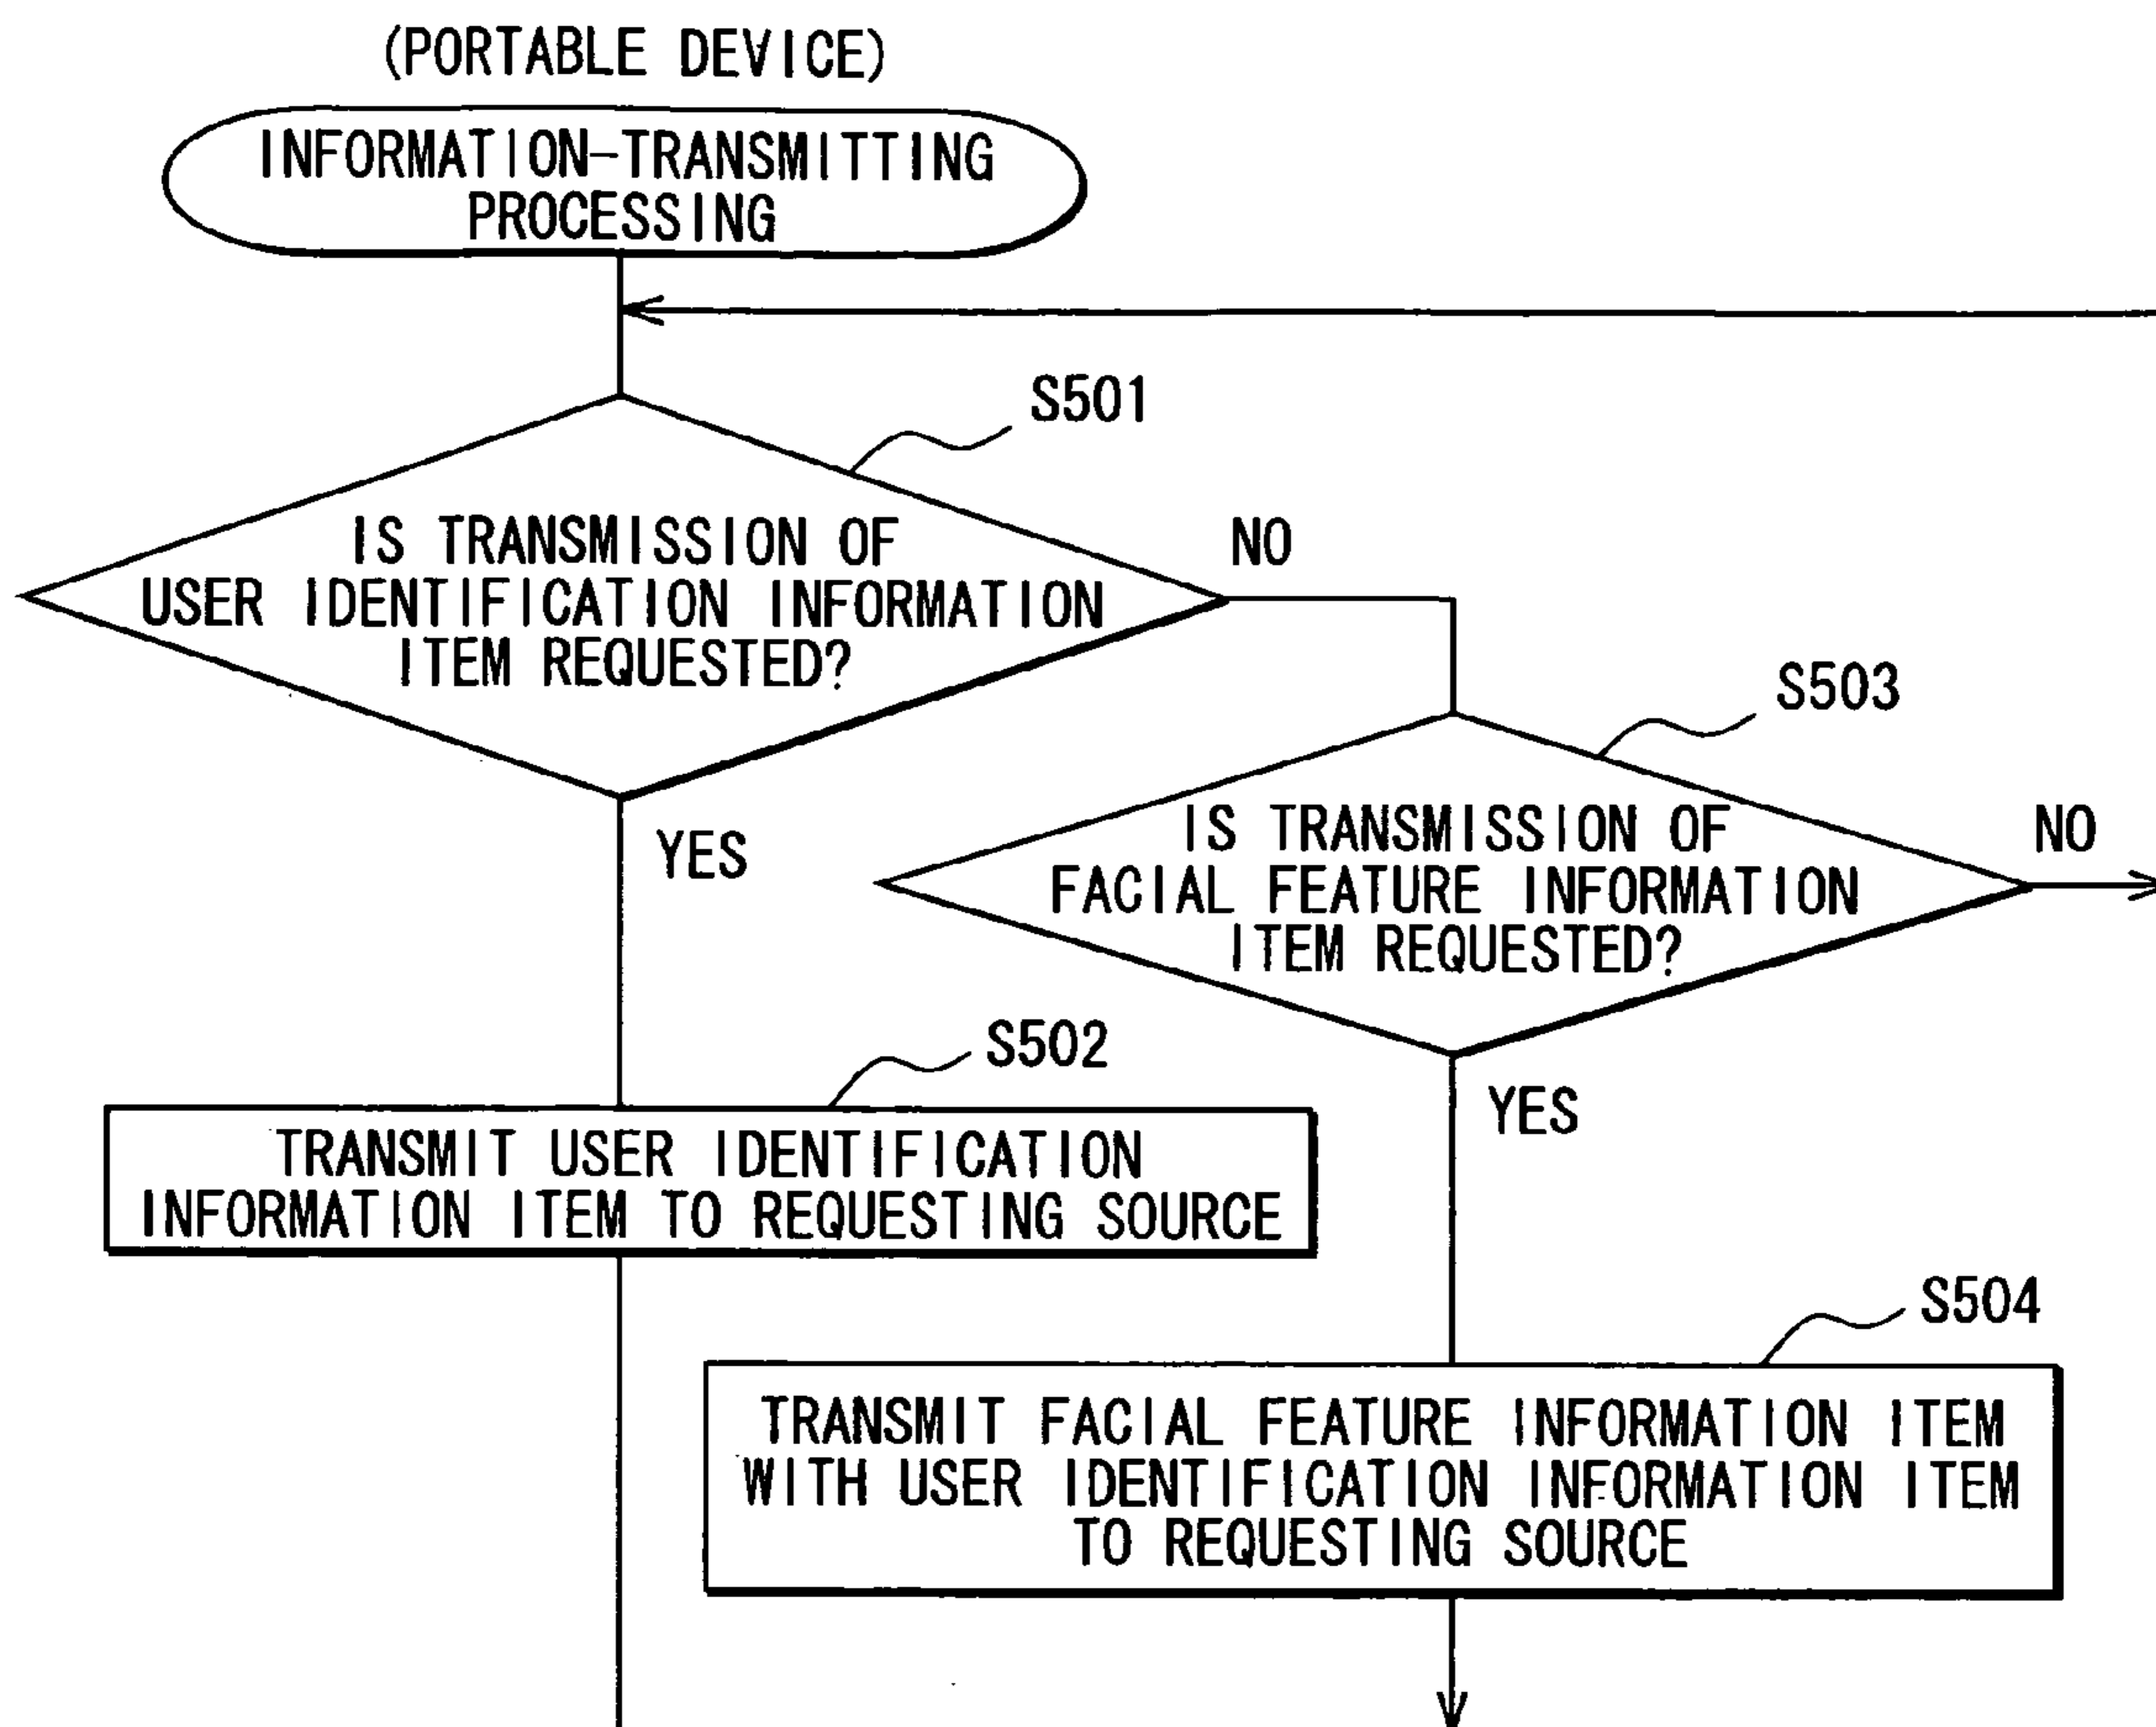 (PORTABLE DEVICE)
INFORMATION-TRANSMITTING
PROCESSING
S501
IS TRANSMISSION OF
USER IDENTIFICATION INFORMATION
ITEM REQUESTED?
NO
YES
S503
IS TRANSMISSION OF
FACIAL FEATURE INFORMATION
ITEM REQUESTED?
NO
YES
S502
TRANSMIT USER IDENTIFICATION
INFORMATION ITEM TO REQUESTING SOURCE
S504
TRANSMIT FACIAL FEATURE INFORMATION ITEM
WITH USER IDENTIFICATION INFORMATION ITEM
TO REQUESTING SOURCE